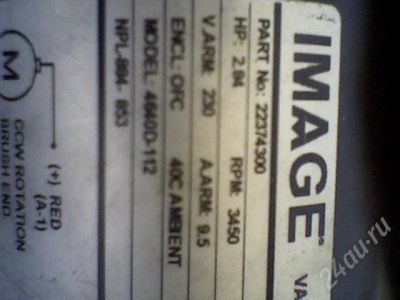 IMAGE®
VA
PART No: 22374300
HP: 2.84 RPM: 3450
V.ARM: 230 A.ARM: 9.5
ENCL: OFC 40C AMBIENT
MODEL: 4640D-112
NPL-884- 853
M
(+) RED
(A-1)
CCW ROTATION
BRUSH END
24au.ru